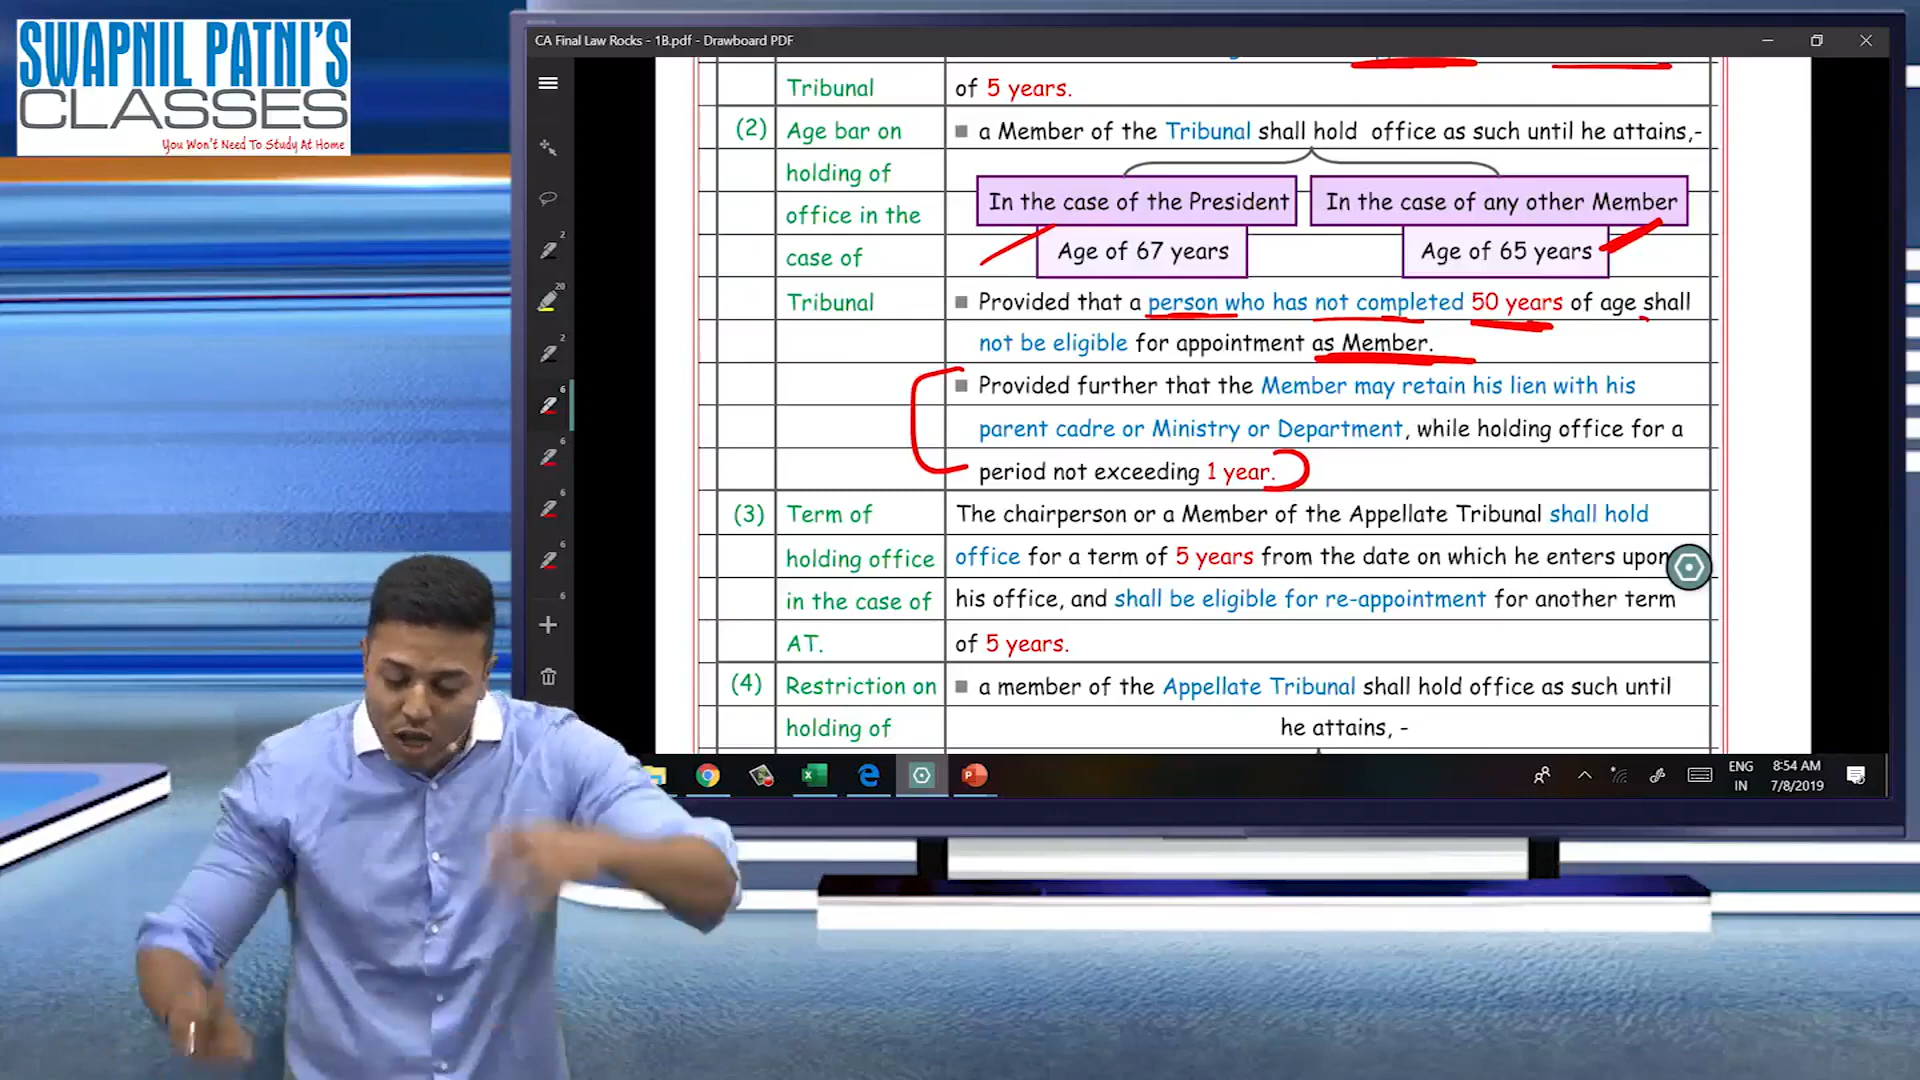 SWAPNIL PATNI'S
CLASSES
You Won't Need To Study At Home
CA Final Law Rocks - 1B.pdf - Drawboard PDF
Tribunal
of 5 years.
(2)
Age bar on
holding of
office in the
case of
Tribunal
a Member of the Tribunal shall hold office as such until he attains,-
In the case of the President
In the case of any other Member
Age of 67 years
Age of 65 years
Provided that a person who has not completed 50 years of age shall
not be eligible for appointment as Member.
Provided further that the Member may retain his lien with his
parent cadre or Ministry or Department, while holding office for a
period not exceeding 1 year.
(3)
Term of
holding office
in the case of
AT.
The chairperson or a Member of the Appellate Tribunal shall hold
office for a term of 5 years from the date on which he enters upon
his office, and shall be eligible for re-appointment for another term
of 5 years.
(4)
Restriction on
holding of
a member of the Appellate Tribunal shall hold office as such until
he attains, -
2
20
2
6
6
6
6
6
ENG
IN
8:54 AM
7/8/2019